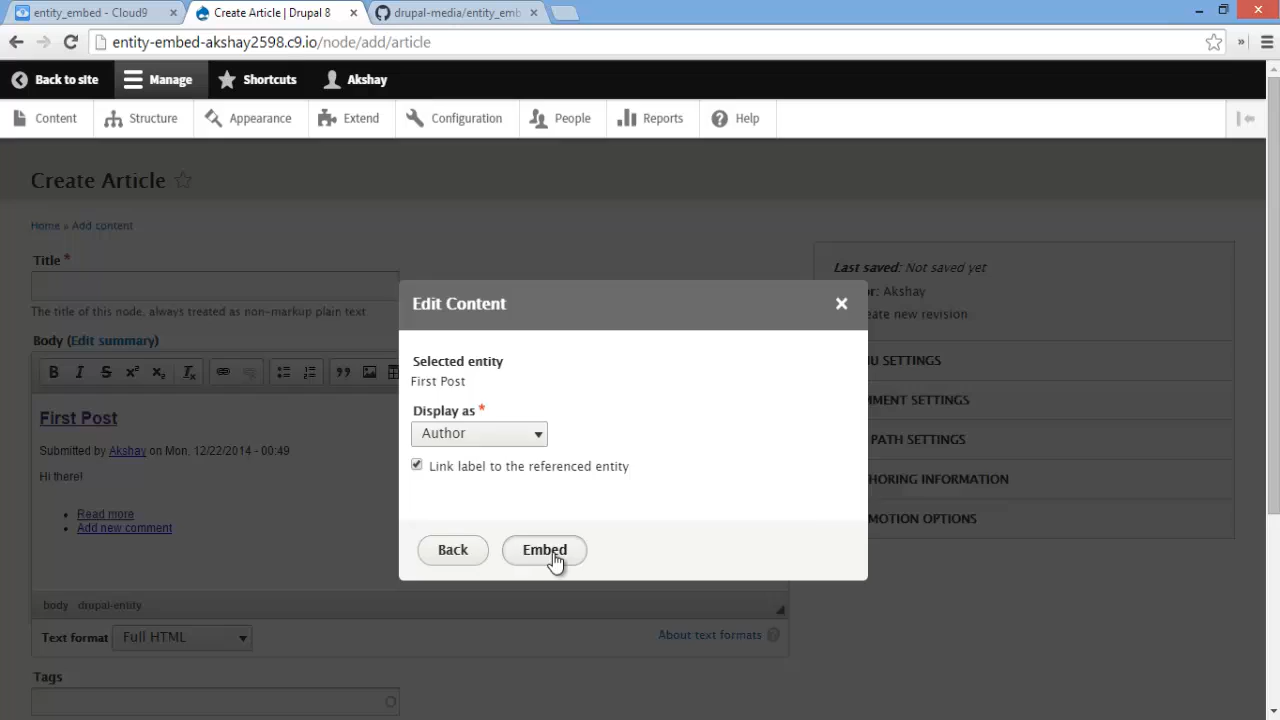 entity_embed - Cloud9
Create Article | Drupal 8
drupal-media/entity_emb
entity-embed-akshay2598.c9.io/node/add/article
Back to site
Manage
Shortcuts
Akshay
Content
Structure
Appearance
Extend
Configuration
People
Reports
Help
Create Article
Home » Add content
Title *
The title of this node, always treated as non-markup plain text
Body (Edit summary)
First Post
Submitted by Akshay on Mon, 12/22/2014 - 00:49
Hi there!
Read more
Add new comment
body drupal-entity
Text format Full HTML
About text formats ?
Tags
Edit Content
Selected entity
First Post
Display as *
Author
Link label to the referenced entity
Back
Embed
Last saved: Not saved yet
or: Akshay
eate new revision
U SETTINGS
MMENT SETTINGS
PATH SETTINGS
HORING INFORMATION
MOTION OPTIONS